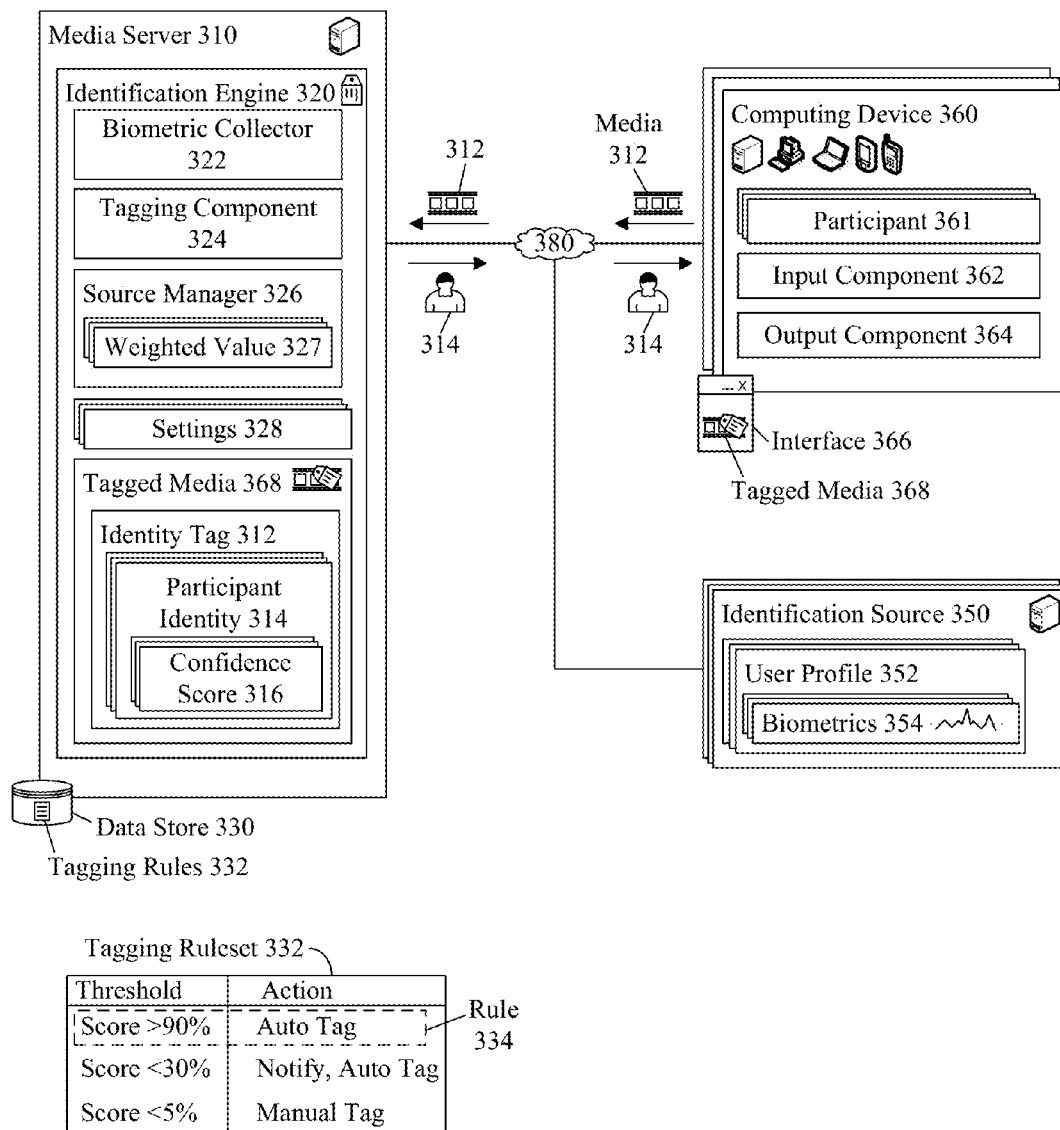 Media Server 310
Identification Engine 320
Biometric Collector
322
Tagging Component
324
Source Manager 326
Weighted Value 327
Settings 328
Tagged Media 368
Identity Tag 312
Participant
Identity 314
Confidence
Score 316
Data Store 330
Tagging Rules 332
312
314
380
Media
312
314
Computing Device 360
Participant 361
Input Component 362
Output Component 364
... X
Interface 366
Tagged Media 368
Identification Source 350
User Profile 352
Biometrics 354
Tagging Ruleset 332
Threshold Action
Score >90% Auto Tag
Rule
334
Score <30% Notify, Auto Tag
Score <5% Manual Tag